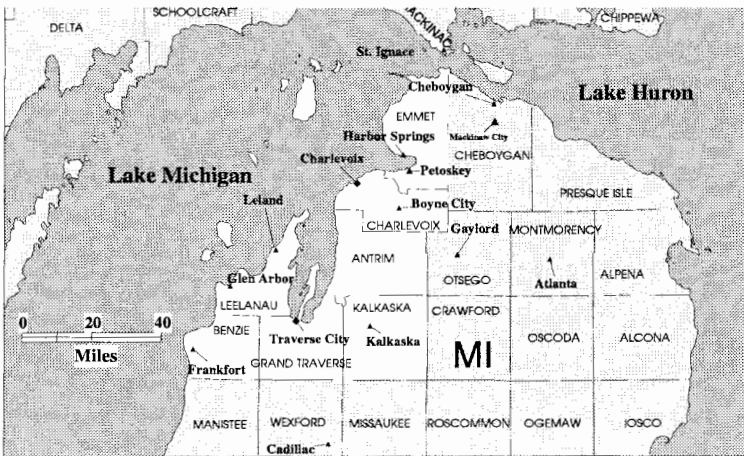 SCHOOLCRAFT
DELTA
MACKINAC
CHIPPEWA
St. Ignace
Cheboygan
Lake Huron
EMMET
Mackinaw City
Harbor Springs
CHEBOYGAN
Charlevoix
Lake Michigan
Petoskey
PRESQUE ISLE
Leland
Boyne City
CHARLEVOIX
Gaylord
MONTMORENCY
ANTRIM
Glen Arbor
OTSEGO
Atlanta
ALPENA
LEELANAU
KALKASKA
CRAWFORD
0 20 40
Miles
BENZIE
Traverse City
Kalkaska
OSCODA
ALCONA
MI
Frankfort
GRAND TRAVERSE
MANISTEE
WEXFORD
MISSAUKEE
ROSCOMMON
OGEMAW
IOSCO
Cadillac